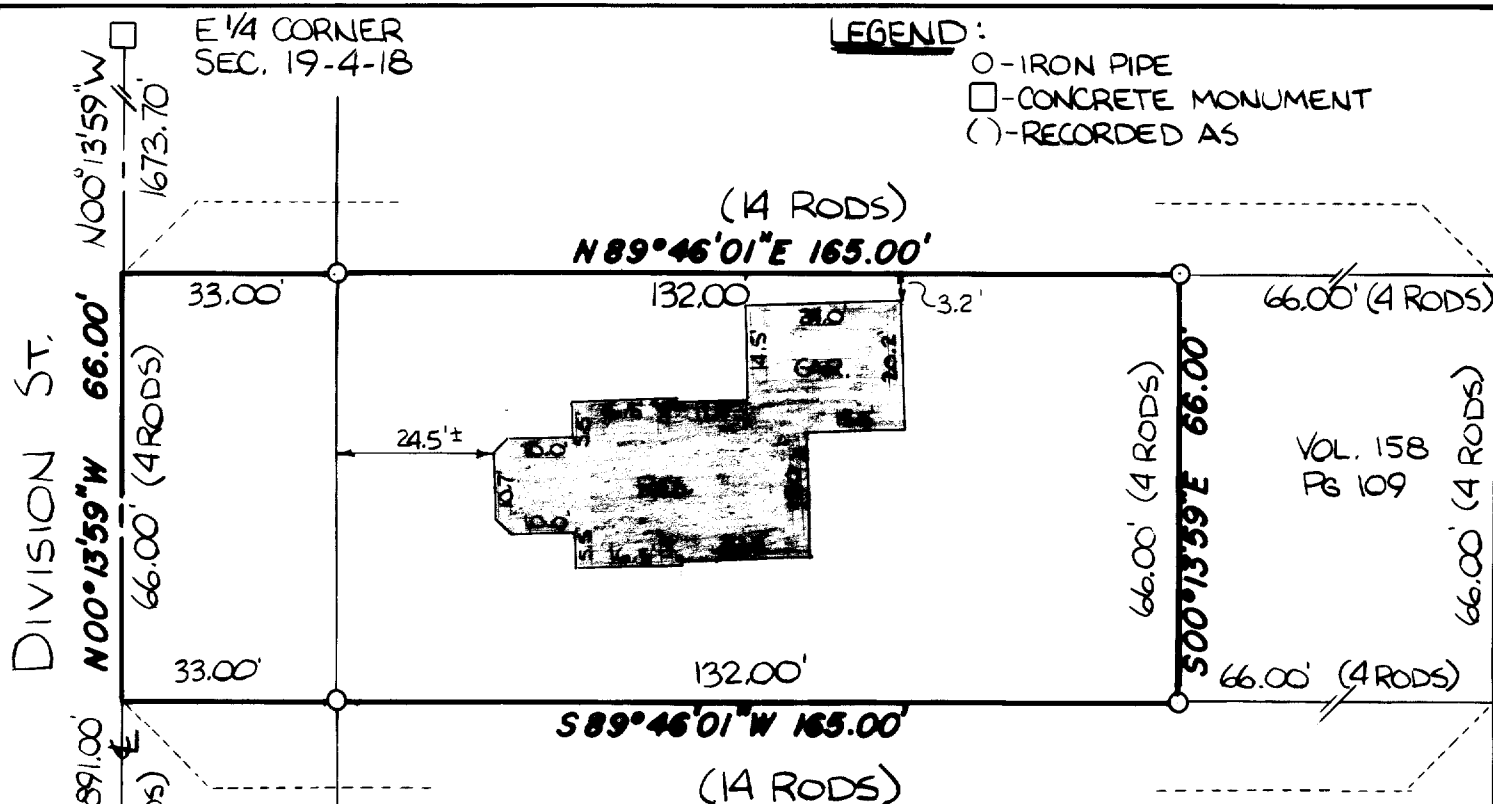 E 1/4 CORNER
SEC. 19-4-18
LEGEND:
○-IRON PIPE
□-CONCRETE MONUMENT
( )-RECORDED AS
N00°13'59"W
1673.70'
(14 RODS)
N 89°46'01"E 165.00'
33.00'
132.00
3.2'
66.00' (4 RODS)
14.5'
GAR.
20.2'
DIVISION ST.
N00°13'59"W 66.00'
66.00' (4 RODS)
24.5'±
10.7'
5.5'
66.00' (4 RODS)
S00°13'59"E 66.00'
VOL. 158
PG 109
66.00' (4 RODS)
33.00'
132.00'
66.00' (4 RODS)
S 89°46'01"W 165.00'
(14 RODS)
891.00'